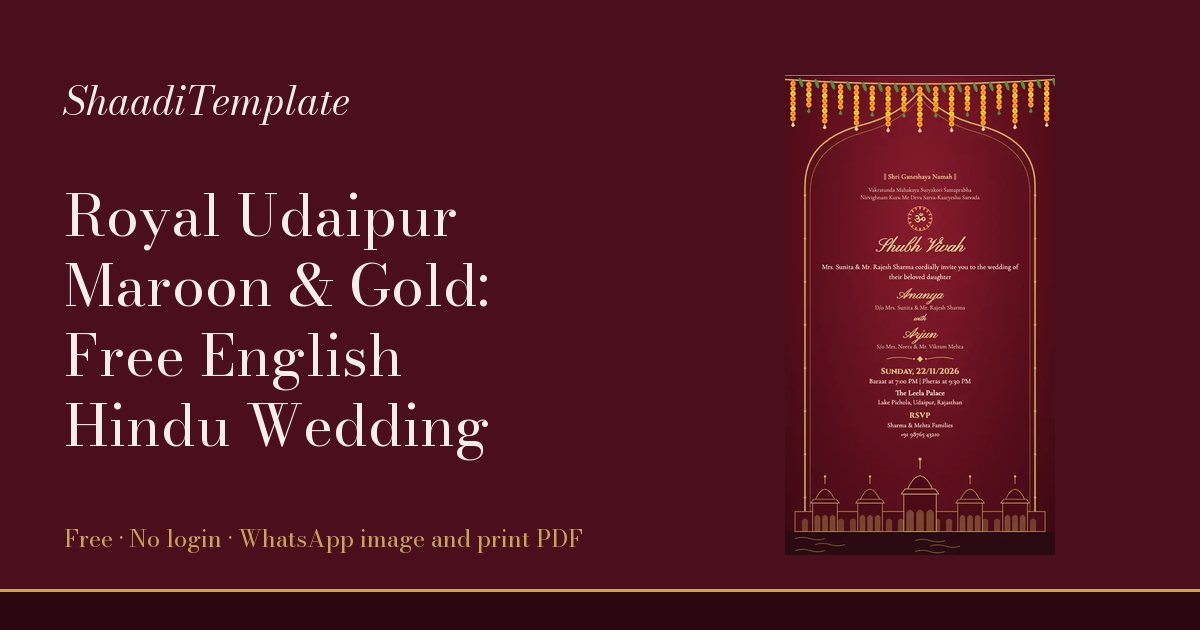 ShaadiTemplate
Royal Udaipur
Maroon & Gold:
Free English
Hindu Wedding
Free · No login · WhatsApp image and print PDF
|| Shri Ganeshaya Namah ||
Vakratunda Mahakaya Suryakoti Samaprabha
Nirvighnam Kuru Me Deva Sarva-Kaaryeshu Sarvada
ॐ
Shubh Vivah
Mrs. Sunita & Mr. Rajesh Sharma cordially invite you to the wedding of
their beloved daughter
Ananya
D/o Mrs. Sunita & Mr. Rajesh Sharma
with
Arjun
S/o Mrs. Neeta & Mr. Vikram Mehta
Sunday, 22/11/2026
Baraat at 7:00 PM | Pheras at 9:30 PM
The Leela Palace
Lake Pichola, Udaipur, Rajasthan
RSVP
Sharma & Mehta Families
+91 98765 43210